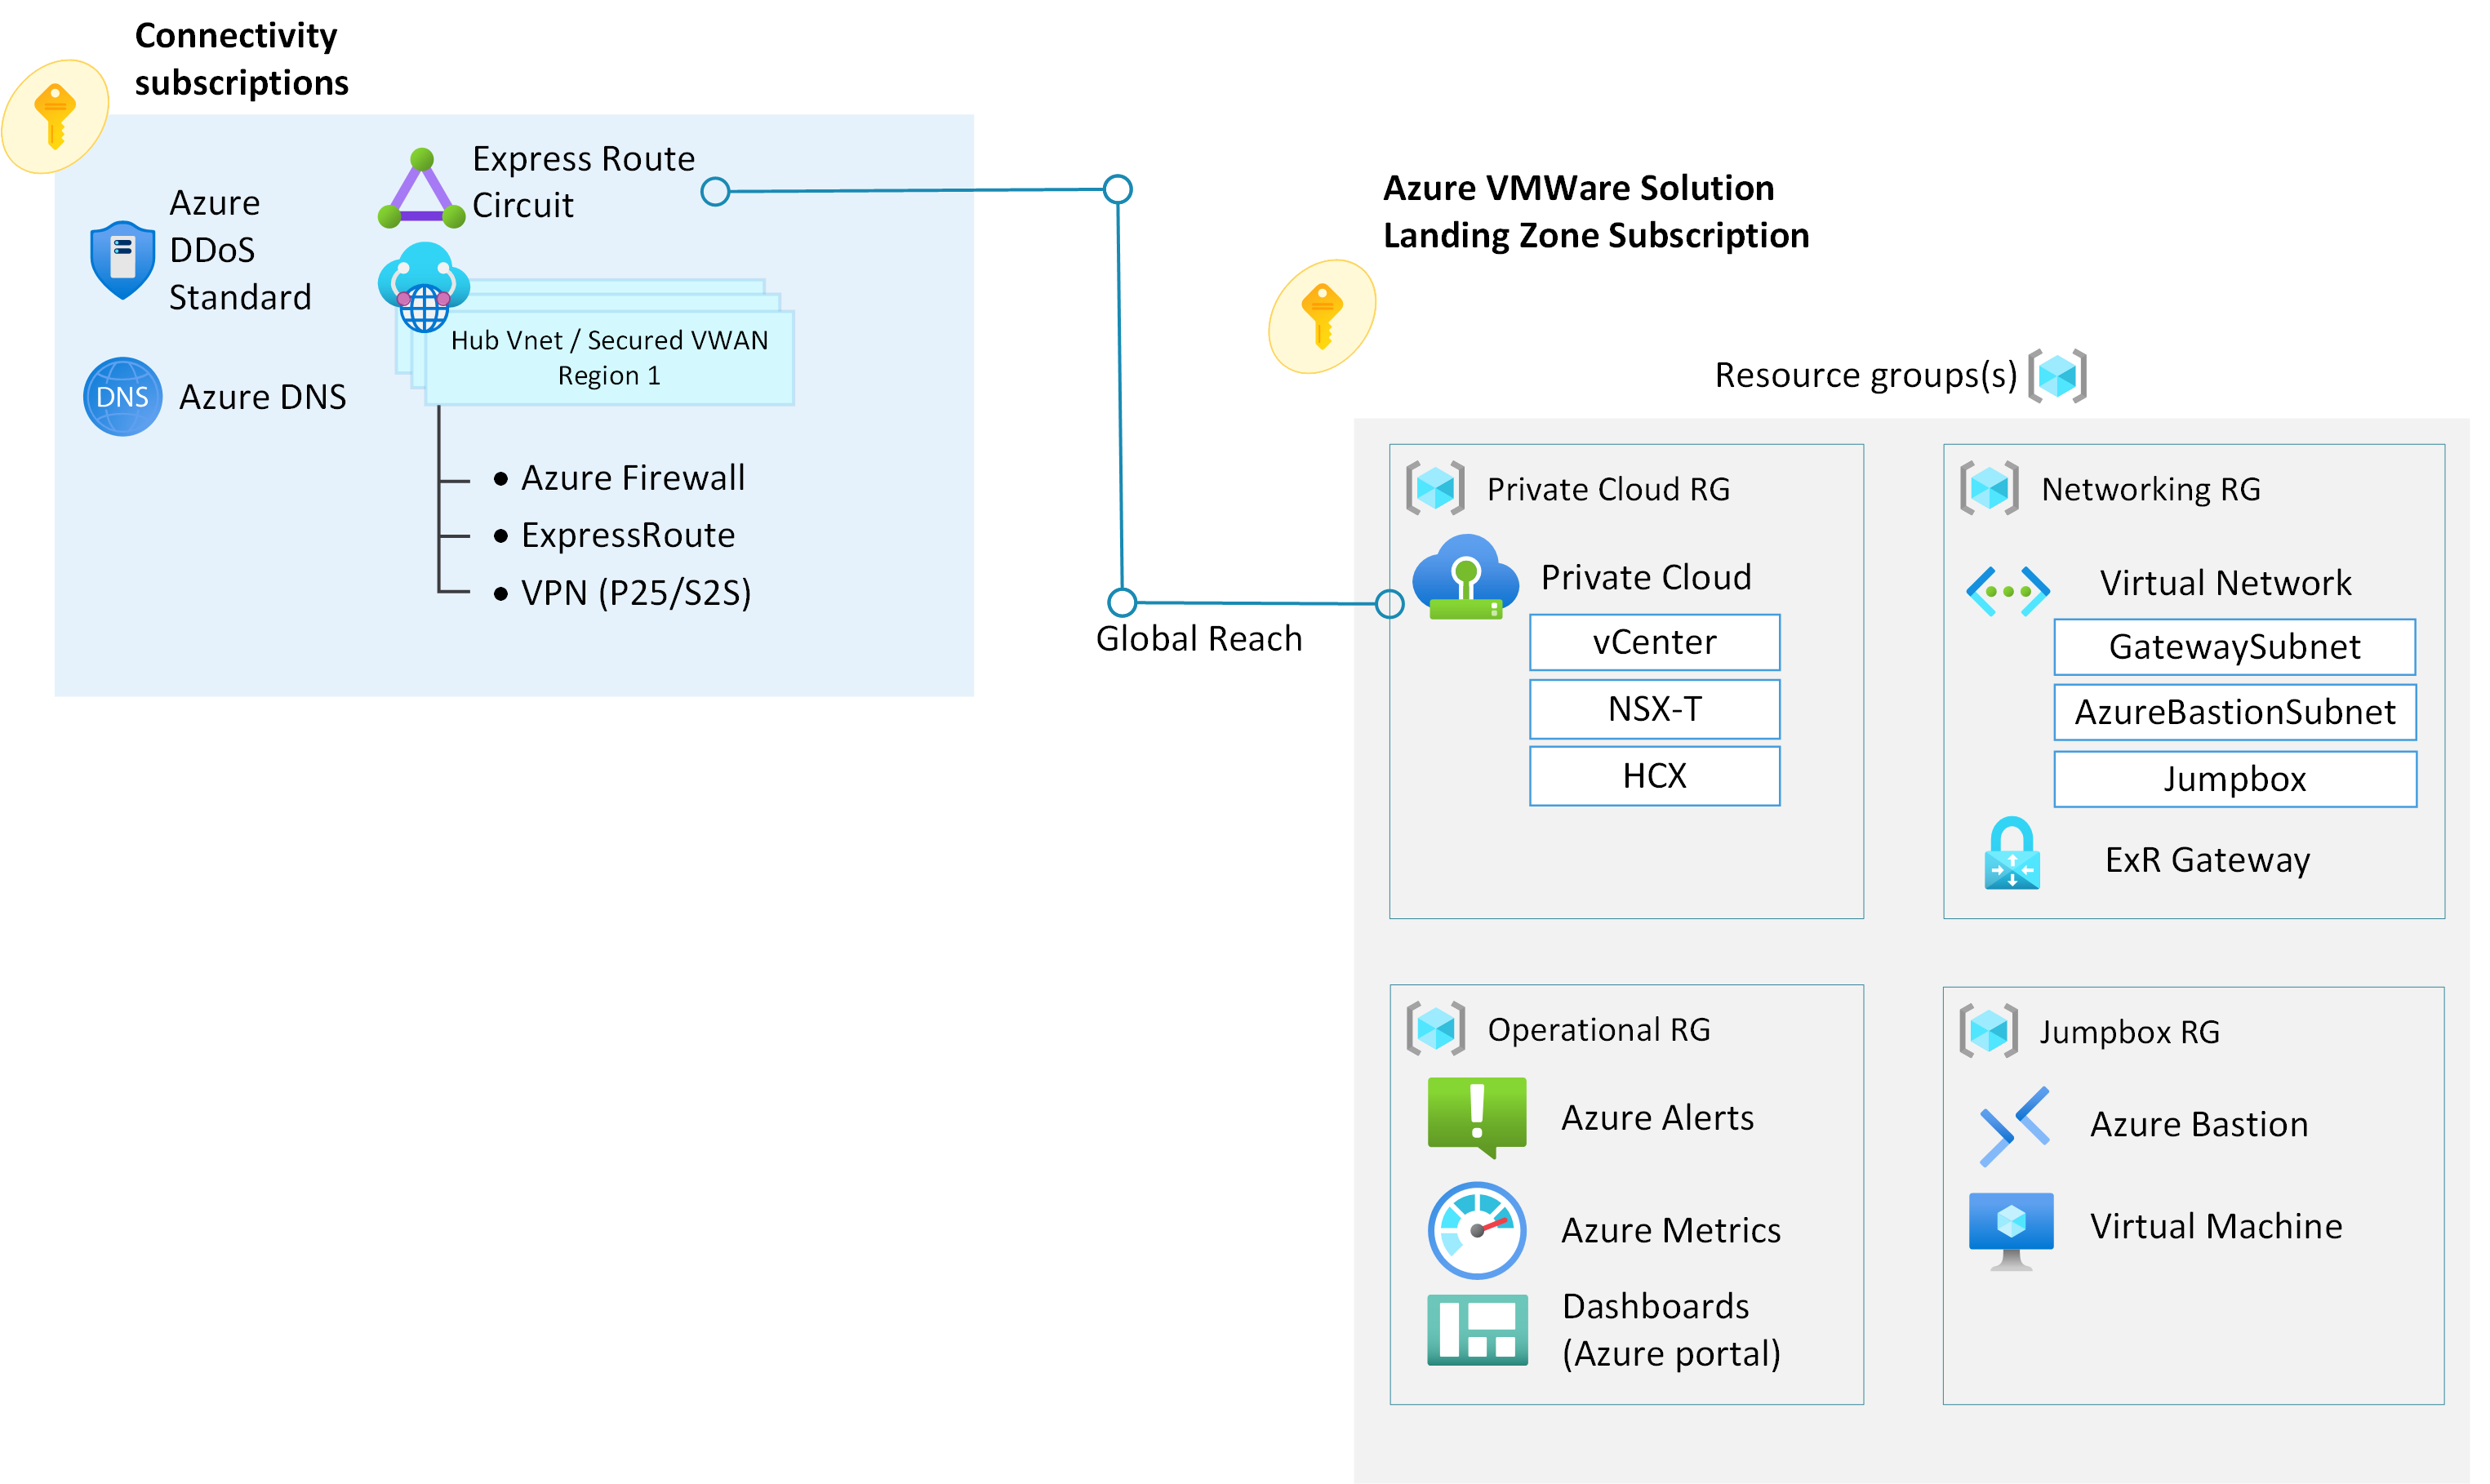 Connectivity
subscriptions
Azure
DDoS
Standard
DNS
Azure DNS
Express Route
Circuit
Hub Vnet / Secured VWAN
Region 1
• Azure Firewall
• ExpressRoute
• VPN (P25/S2S)
Global Reach
Azure VMWare Solution
Landing Zone Subscription
Resource groups(s)
Private Cloud RG
Private Cloud
vCenter
NSX-T
HCX
Networking RG
Virtual Network
GatewaySubnet
AzureBastionSubnet
Jumpbox
ExR Gateway
Operational RG
Azure Alerts
Azure Metrics
Dashboards
(Azure portal)
Jumpbox RG
Azure Bastion
Virtual Machine